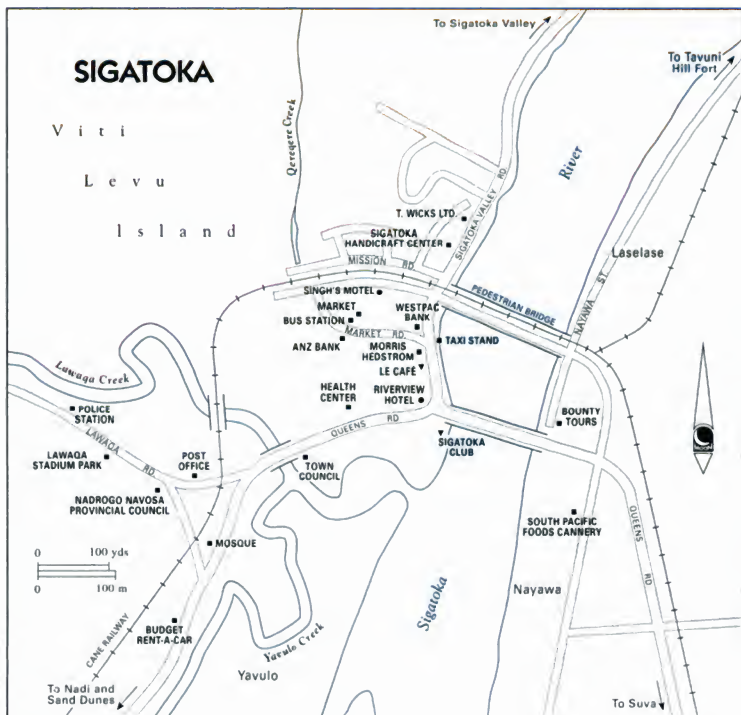 To Sigatoka Valley
To Tavuni
Hill Fort
SIGATOKA
Viti
Levu
Island
Qereqere Creek
River
SIGATOKA VALLEY RD
T. WICKS LTD.
SIGATOKA
HANDICRAFT CENTER
Laselase
MISSION RD
NAYAWA ST.
PEDESTRIAN BRIDGE
SINGH'S MOTEL
MARKET
BUS STATION
WESTPAC
BANK
MARKET RD.
TAXI STAND
ANZ BANK
MORRIS
HEDSTROM
LE CAFÉ
Lawaqa Creek
HEALTH
CENTER
RIVERVIEW
HOTEL
POLICE
STATION
BOUNTY
TOURS
QUEENS RD
LAWAQA RD.
LAWAQA
STADIUM PARK
POST
OFFICE
TOWN
COUNCIL
SIGATOKA
CLUB
NADROGO NAVOSA
PROVINCIAL COUNCIL
SOUTH PACIFIC
FOODS CANNERY
QUEENS RD
MOSQUE
0 100 yds
0 100 m
Nayawa
Sigatoka
BUDGET
RENT-A-CAR
CANE RAILWAY
Yavulo Creek
Yavulo
To Nadi and
Sand Dunes
To Suva